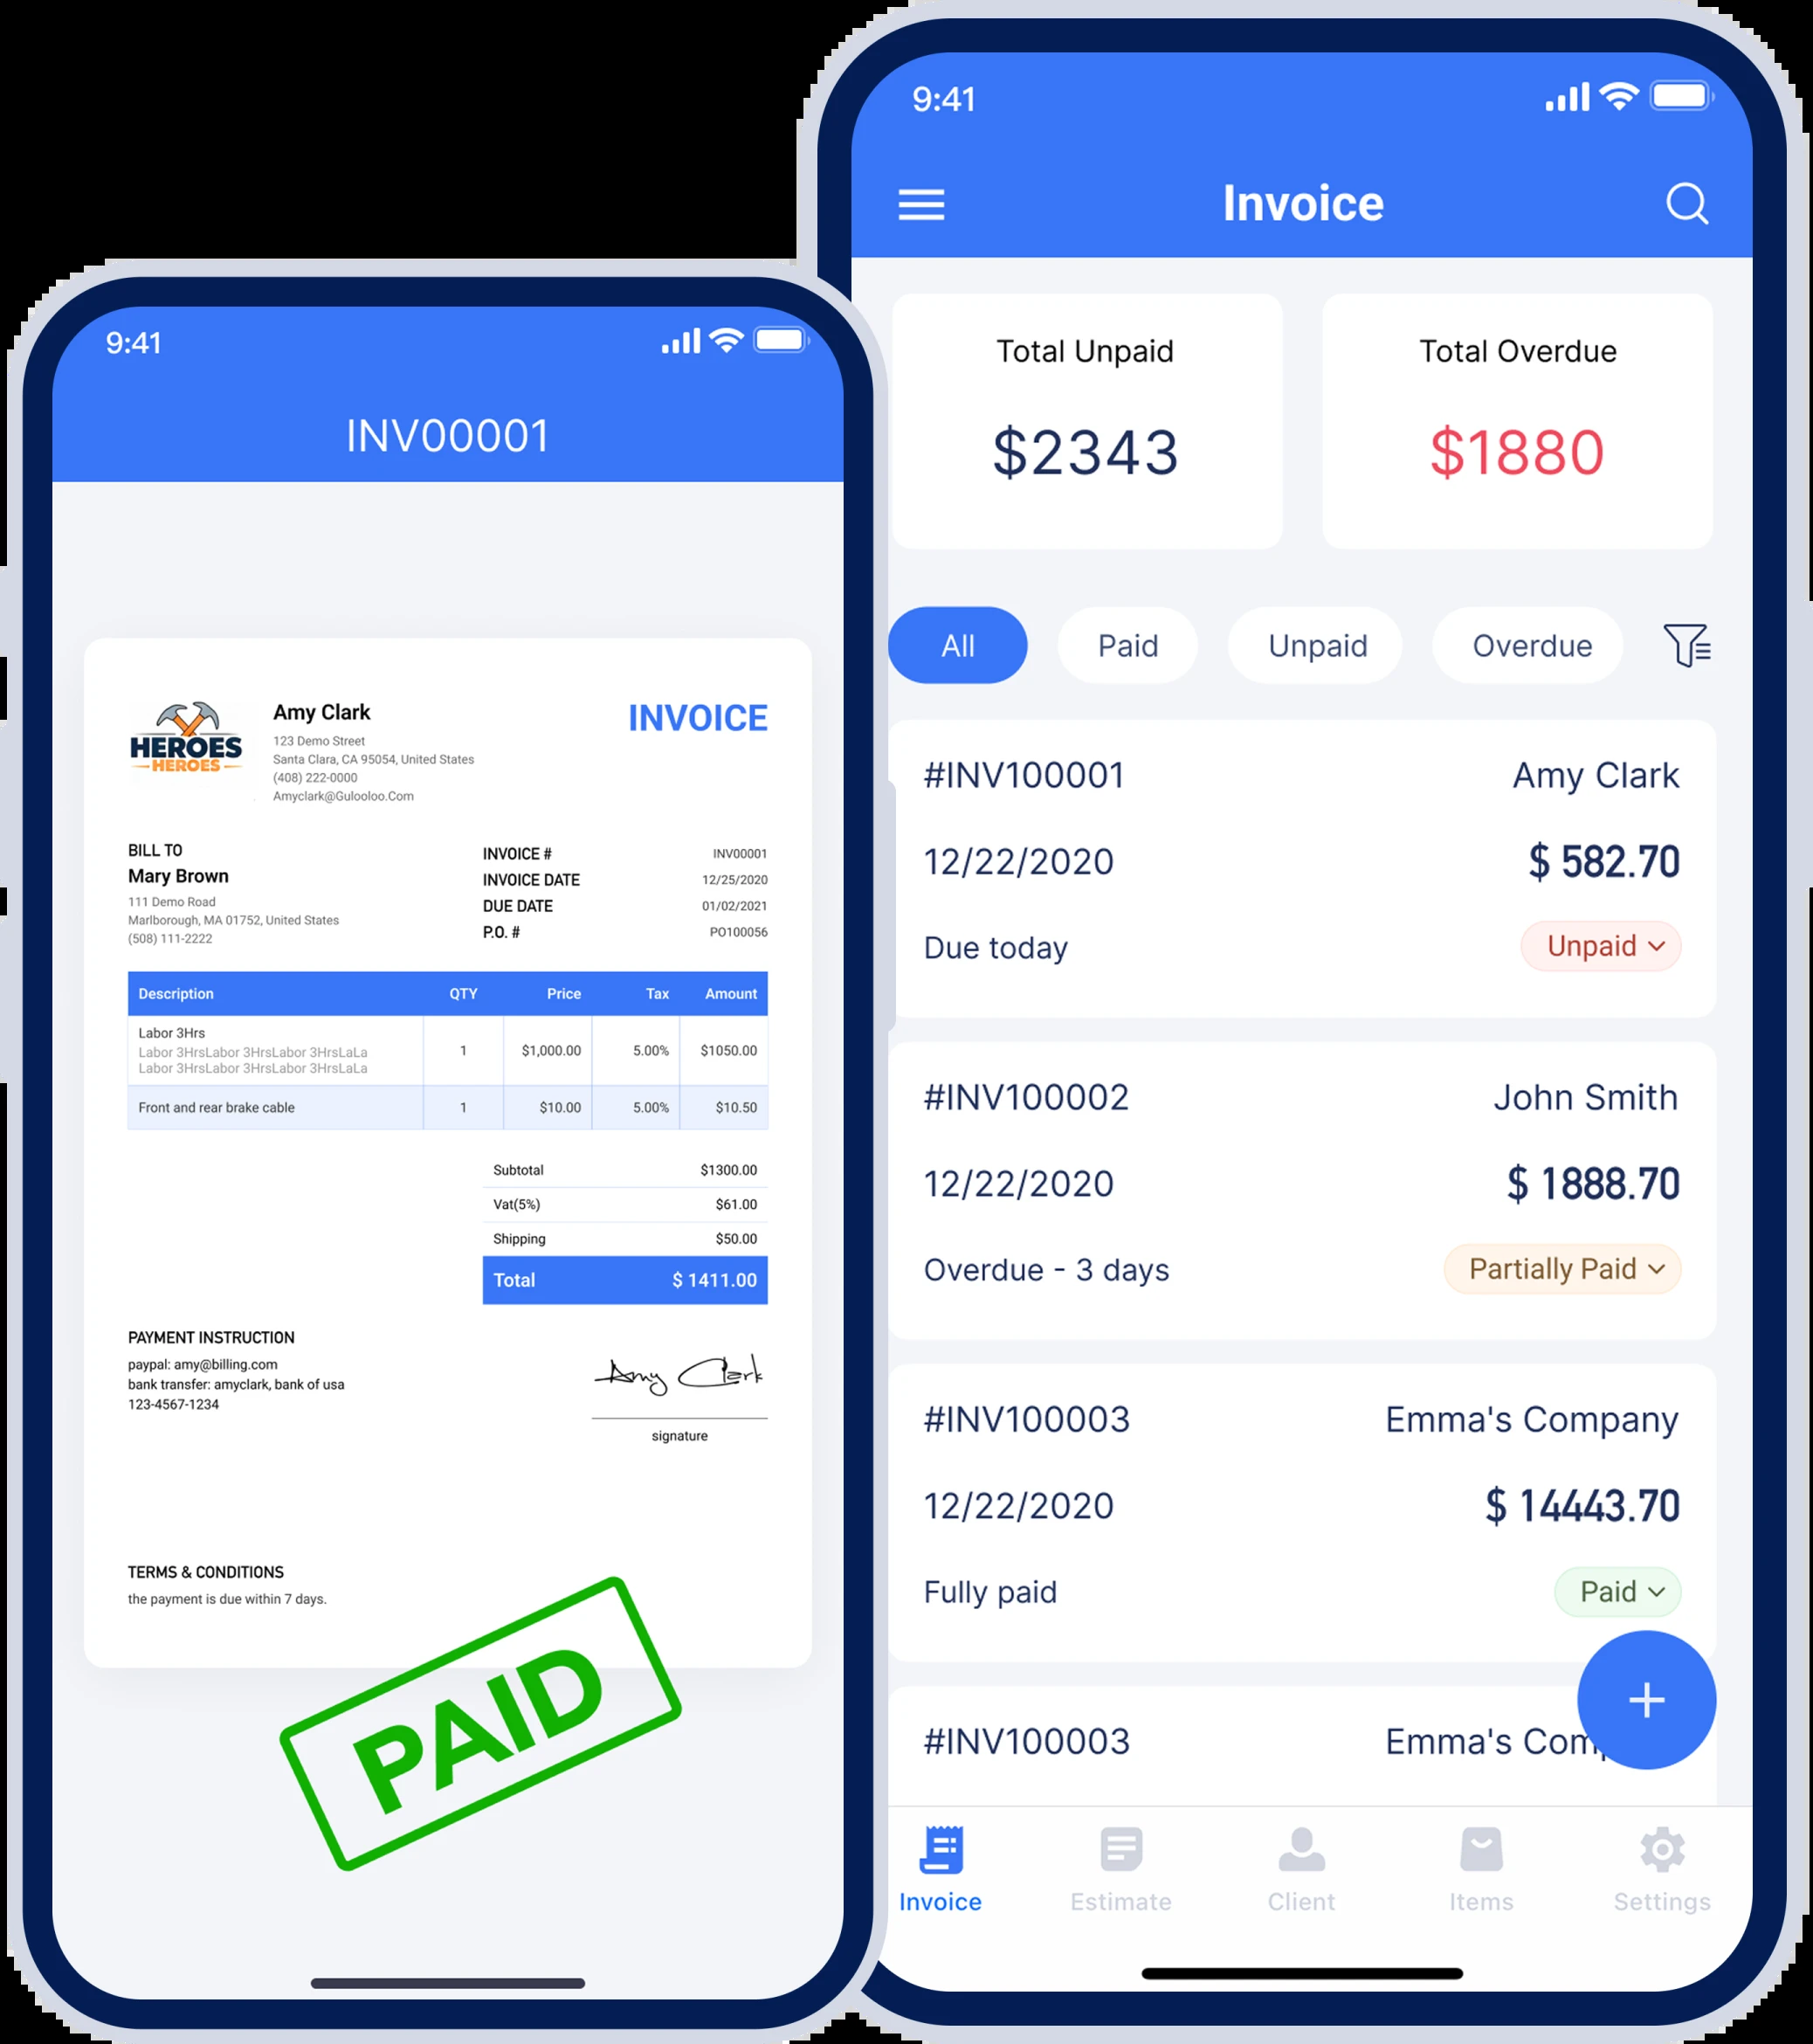 9:41
INV00001
HEROES
HEROES
Amy Clark
123 Demo Street
Santa Clara, CA 95054, United States
(408) 222-0000
Amyclark@Gulooloo.Com
INVOICE
BILL TO
Mary Brown
111 Demo Road
Marlborough, MA 01752, United States
(508) 111-2222
INVOICE # INV00001
INVOICE DATE 12/25/2020
DUE DATE 01/02/2021
P.O. # PO100056
Description QTY Price Tax Amount
Labor 3Hrs
Labor 3HrsLabor 3HrsLabor 3HrsLaLa
Labor 3HrsLabor 3HrsLabor 3HrsLaLa
1 $1,000.00 5.00% $1050.00
Front and rear brake cable 1 $10.00 5.00% $10.50
Subtotal $1300.00
Vat(5%) $61.00
Shipping $50.00
Total $ 1411.00
PAYMENT INSTRUCTION
paypal: amy@billing.com
bank transfer: amyclark, bank of usa
123-4567-1234
Amy Clark
signature
TERMS & CONDITIONS
the payment is due within 7 days.
PAID
9:41
Invoice
Total Unpaid
$2343
Total Overdue
$1880
All Paid Unpaid Overdue
#INV100001 Amy Clark
12/22/2020 $ 582.70
Due today Unpaid
#INV100002 John Smith
12/22/2020 $ 1888.70
Overdue - 3 days Partially Paid
#INV100003 Emma's Company
12/22/2020 $ 14443.70
Fully paid Paid
+
#INV100003 Emma's Com
Invoice Estimate Client Items Settings